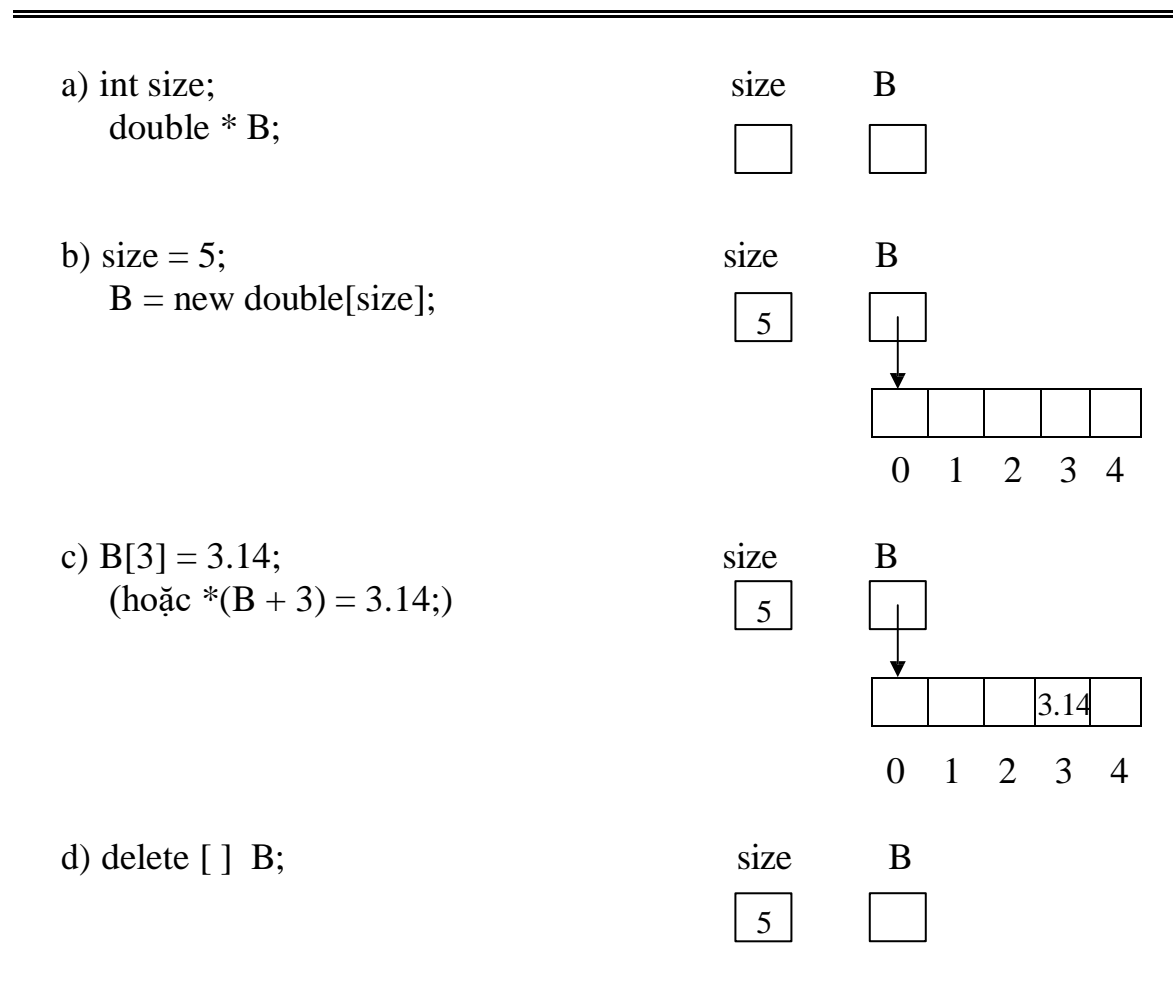 a) int size; size B
double * B;
b) size = 5; size B
B = new double[size];
5
0 1 2 3 4
c) B[3] = 3.14; size B
(hoặc *(B + 3) = 3.14;)
5
3.14
0 1 2 3 4
d) delete [ ] B; size B
5